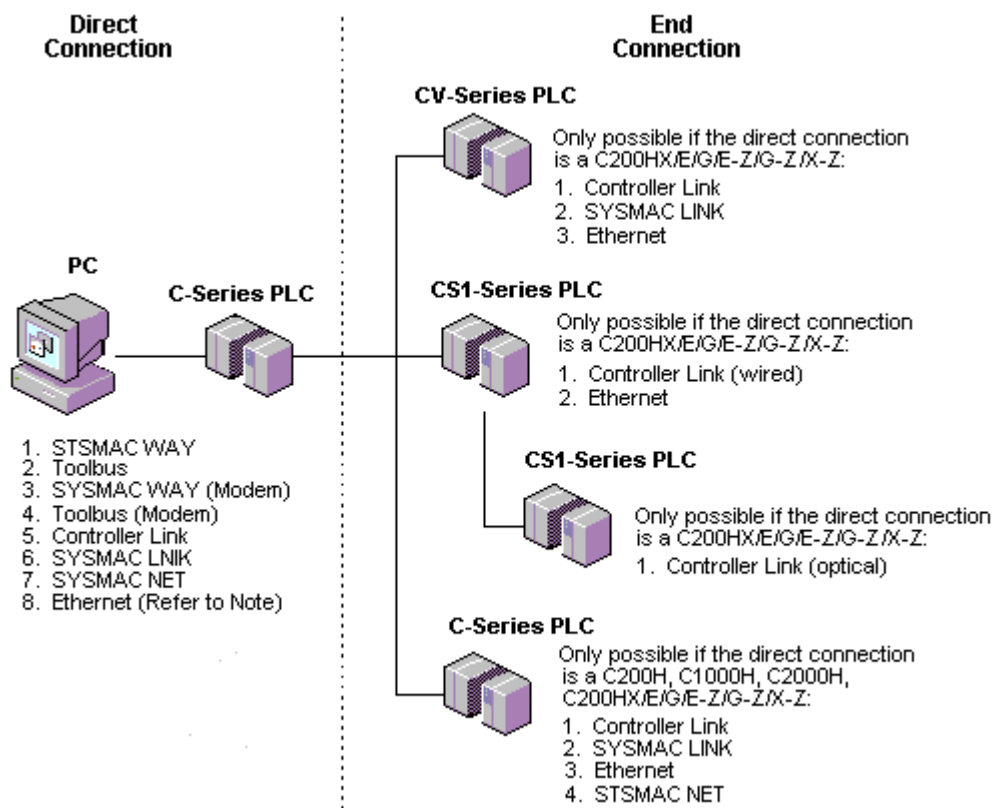 Direct
Connection
End
Connection
CV-Series PLC
Only possible if the direct connection
is a C200HX/E/G/E-Z/G-Z/X-Z:
1. Controller Link
2. SYSMAC LINK
3. Ethernet
PC
C-Series PLC
CS1-Series PLC
Only possible if the direct connection
is a C200HX/E/G/E-Z/G-Z/X-Z:
1. Controller Link (wired)
2. Ethernet
1. STSMAC WAY
2. Toolbus
3. SYSMAC WAY (Modem)
4. Toolbus (Modem)
5. Controller Link
6. SYSMAC LNIK
7. SYSMAC NET
8. Ethernet (Refer to Note)
CS1-Series PLC
Only possible if the direct connection
is a C200HX/E/G/E-Z/G-Z/X-Z:
1. Controller Link (optical)
C-Series PLC
Only possible if the direct connection
is a C200H, C1000H, C2000H,
C200HX/E/G/E-Z/G-Z/X-Z:
1. Controller Link
2. SYSMAC LINK
3. Ethernet
4. STSMAC NET